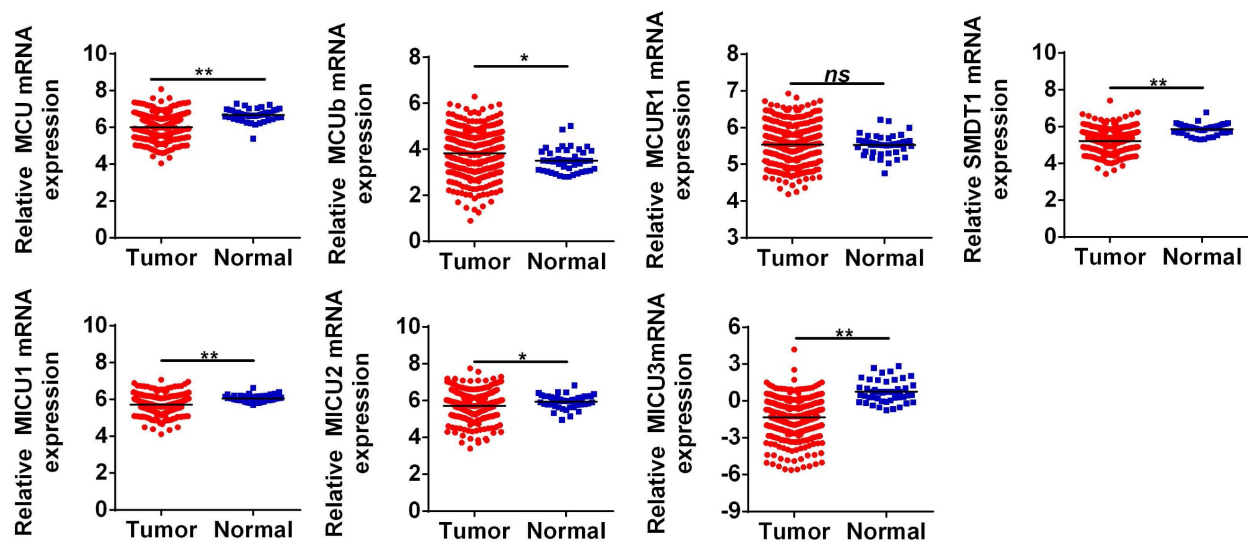 Relative MCU mRNA
expression
10
8
6
4
2
0
**
Tumor Normal
Relative MCUb mRNA
expression
8
6
4
2
0
*
Tumor Normal
Relative MCUR1 mRNA
expression
7
6
5
4
3
ns
Tumor Normal
Relative SMDT1 mRNA
expression
10
8
6
4
2
0
**
Tumor Normal
Relative MICU1 mRNA
expression
10
8
6
4
2
0
**
Tumor Normal
Relative MICU2 mRNA
expression
10
8
6
4
2
0
*
Tumor Normal
Relative MICU3mRNA
expression
6
3
0
-3
-6
-9
**
Tumor Normal